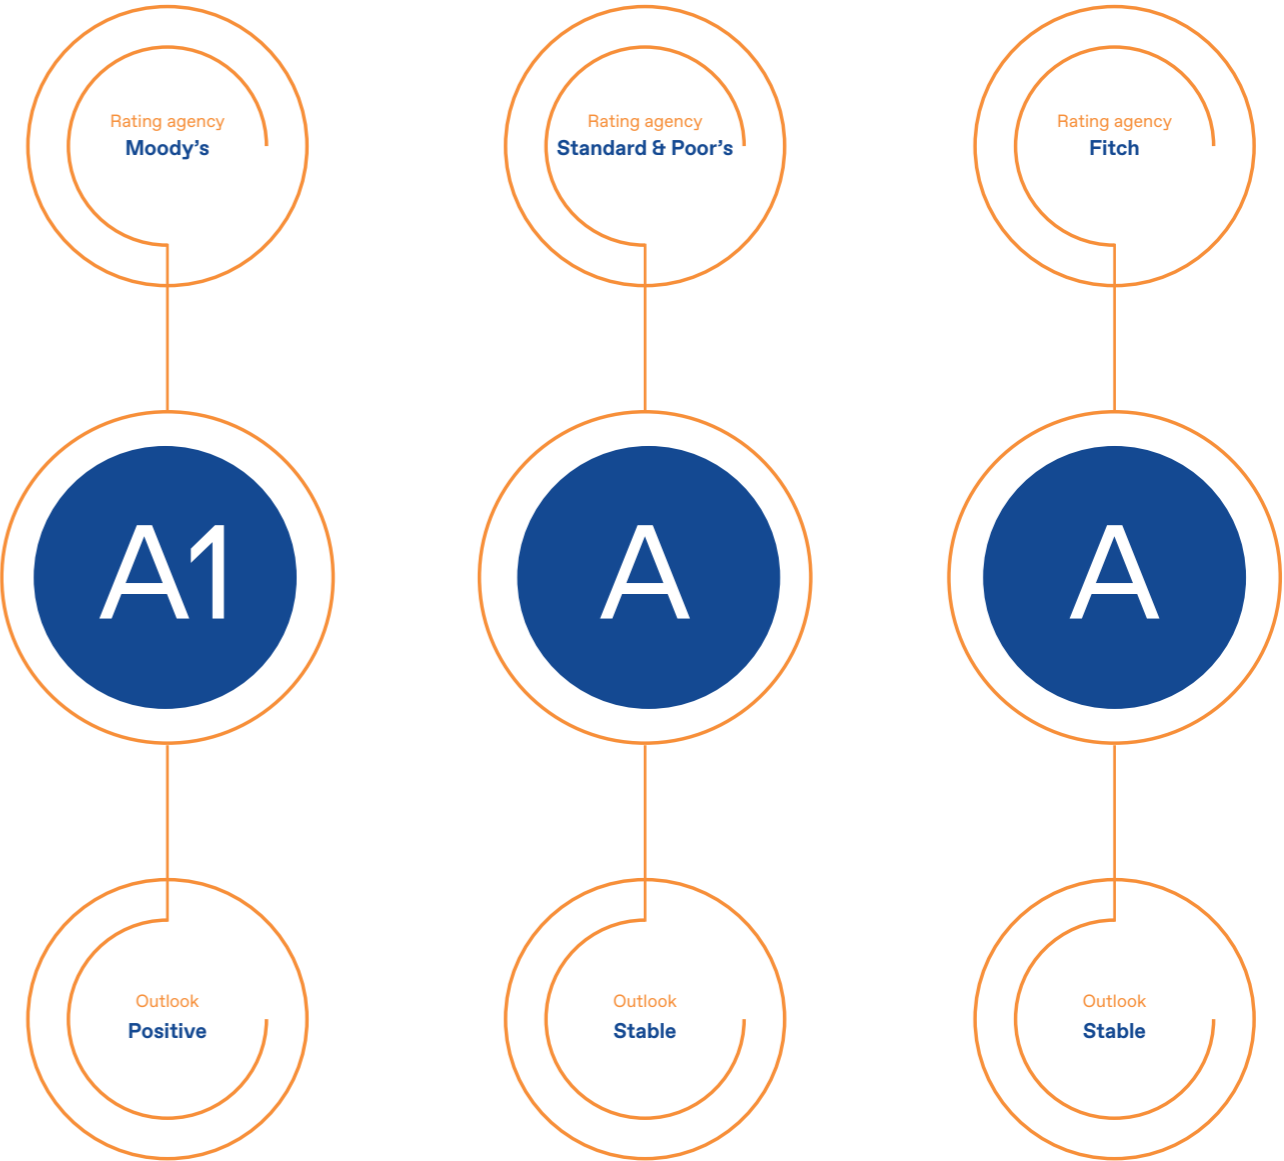 Rating agency
Moody's
Rating agency
Standard & Poor's
Rating agency
Fitch
A1
A
A
Outlook
Positive
Outlook
Stable
Outlook
Stable